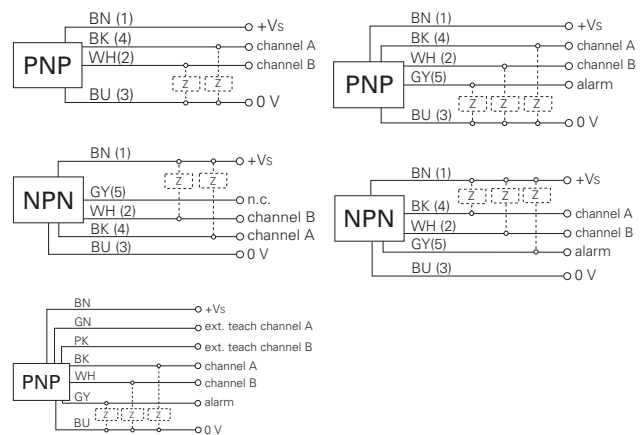 BN (1) +Vs
BK (4) channel A
WH(2) channel B
PNP
Z Z
BU (3) 0 V
BN (1) +Vs
BK (4) channel A
WH (2) channel B
GY(5) alarm
PNP
Z Z Z
BU (3) 0 V
BN (1) +Vs
Z Z
NPN
GY(5) n.c.
WH (2) channel B
BK (4) channel A
BU (3) 0 V
BN (1) +Vs
Z Z Z
BK (4) channel A
NPN
WH (2) channel B
GY(5) alarm
BU (3) 0 V
BN +Vs
GN ext. teach channel A
PK ext. teach channel B
BK channel A
PNP
WH channel B
GY alarm
Z Z Z
BU 0 V